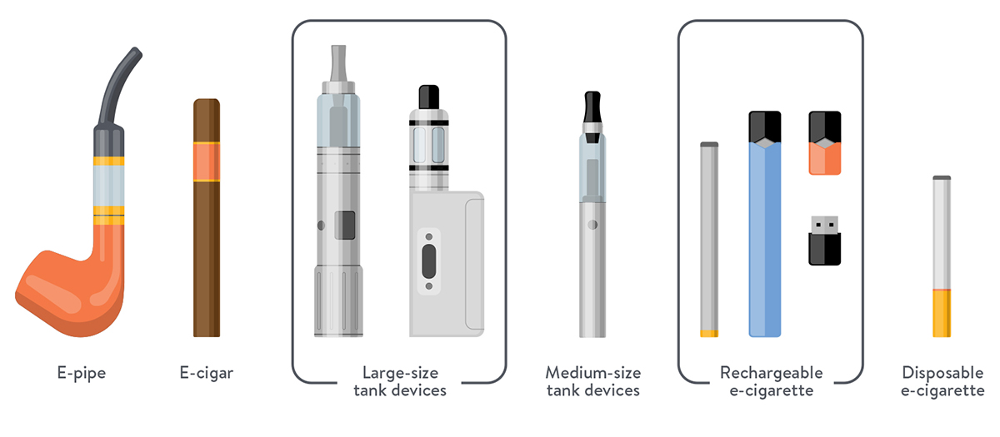 E-pipe
E-cigar
Large-size
tank devices
Medium-size
tank devices
Rechargeable
e-cigarette
Disposable
e-cigarette